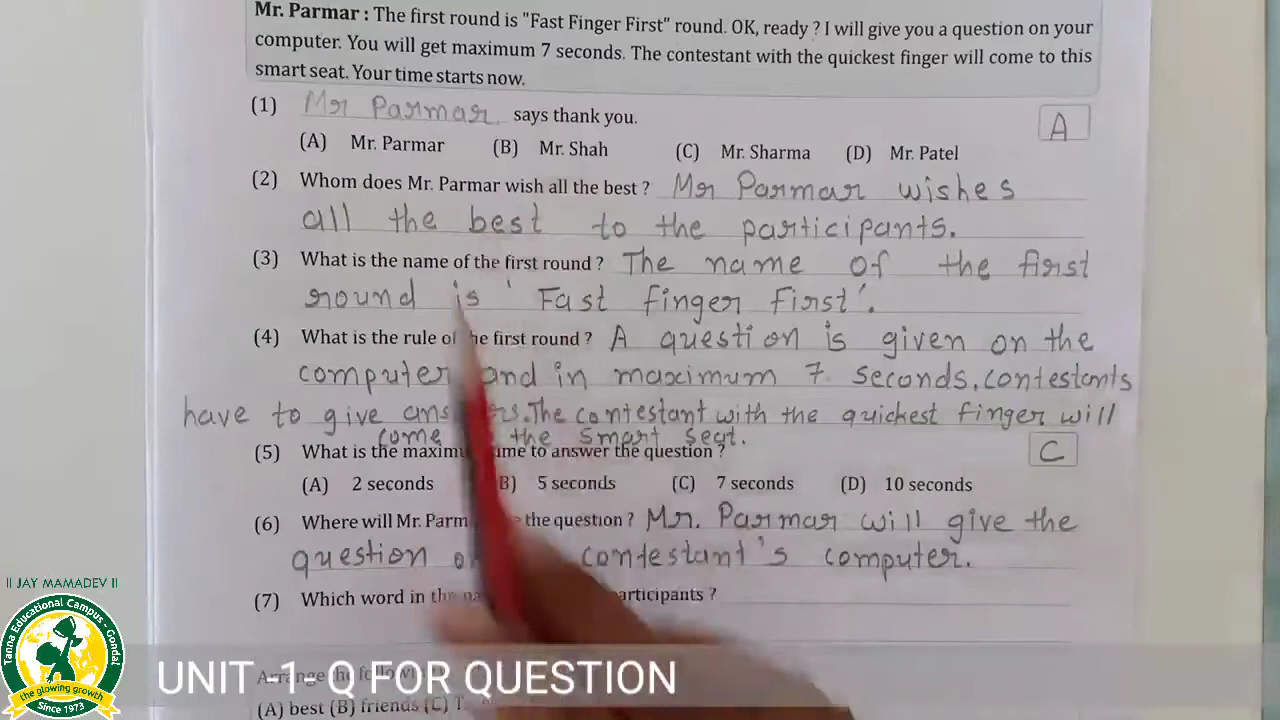 Mr. Parmar : The first round is "Fast Finger First" round. OK, ready ? I will give you a question on your
computer. You will get maximum 7 seconds. The contestant with the quickest finger will come to this
smart seat. Your time starts now.
(1) Mr Parmar says thank you. A
(A) Mr. Parmar (B) Mr. Shah (C) Mr. Sharma (D) Mr. Patel
(2) Whom does Mr. Parmar wish all the best ? Mr Parmar wishes
all the best to the participants.
(3) What is the name of the first round ? The name of the first
round is 'Fast finger First'.
(4) What is the rule of the first round ? A question is given on the
computer and in maximum 7 seconds, contestants
have to give answers. The contestant with the quickest finger will
come the smart seat.
(5) What is the maximum time to answer the question ? C
(A) 2 seconds (B) 5 seconds (C) 7 seconds (D) 10 seconds
(6) Where will Mr. Parm the question ? Mr. Parmar will give the
question contestant's computer.
(7) Which word in the participants ?
Arrange the following
(A) best (B) friends (C)
|| JAY MAMADEV ||
Tanna Educational Campus - Gondal
the glowing growth
Since 1973
UNIT -1- Q FOR QUESTION